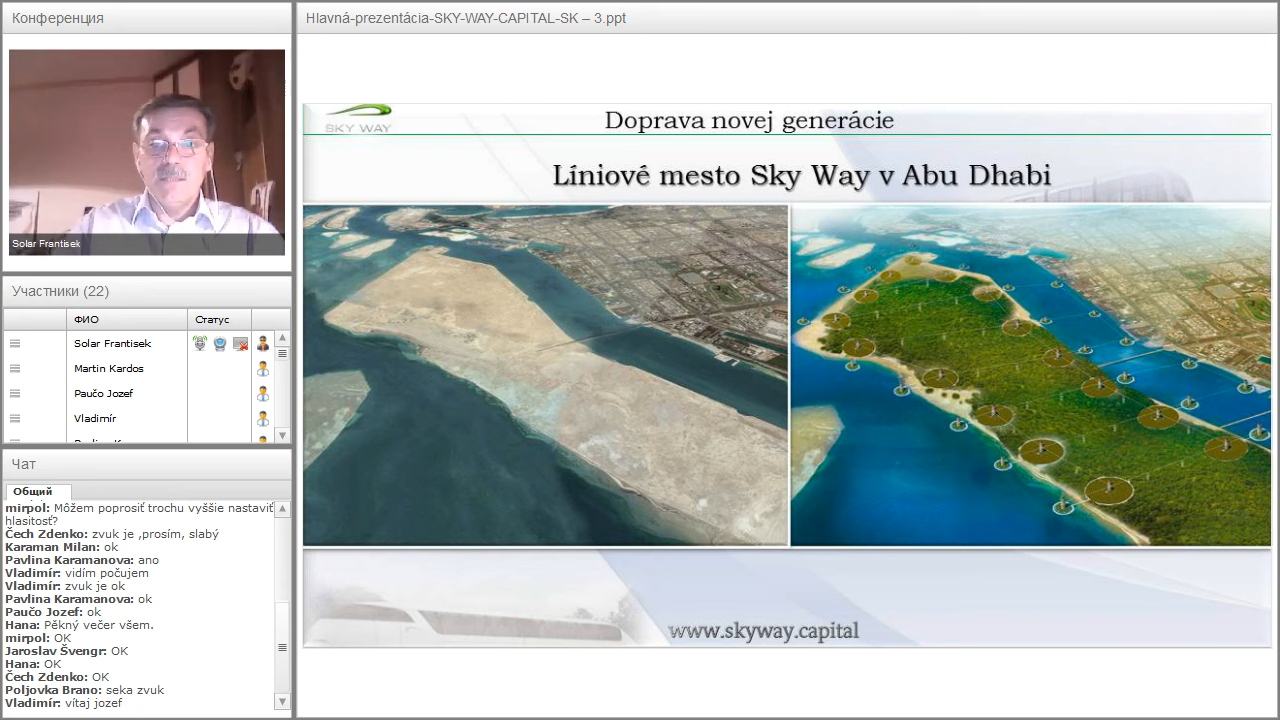 Конференция
Solar Frantisek
Участники (22)
ФИО
Статус
Solar Frantisek
Martin Kardos
Paučo Jozef
Vladimír
Чат
Общий
mirpol: Môžem poprosiť trochu vyššie nastaviť
hlasitosť?
Čech Zdenko: zvuk je ,prosím, slabý
Karaman Milan: ok
Pavlina Karamanova: ano
Vladimír: vidím počujem
Vladimír: zvuk je ok
Pavlina Karamanova: ok
Paučo Jozef: ok
Hana: Pěkný večer všem.
mirpol: OK
Jaroslav Švengr: OK
Hana: OK
Čech Zdenko: OK
Poljovka Brano: seka zvuk
Vladimír: vítaj jozef
Hlavná-prezentácia-SKY-WAY-CAPITAL-SK – 3.ppt
SKY WAY
Doprava novej generácie
Líniové mesto Sky Way v Abu Dhabi
www.skyway.capital